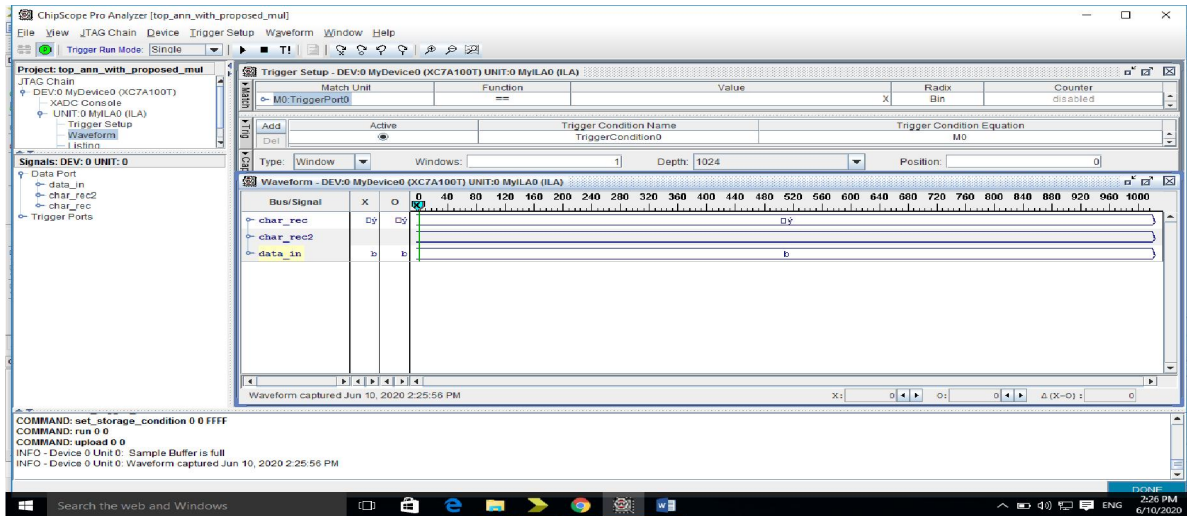 ChipScope Pro Analyzer [top_ann_with_proposed_mul]
File View JTAG Chain Device Trigger Setup Waveform Window Help
Trigger Run Mode: Single T!
Project: top_ann_with_proposed_mul
JTAG Chain
DEV:0 MyDevice0 (XC7A100T)
XADC Console
UNIT:0 MyILA0 (ILA)
Trigger Setup
Waveform
Listing
Signals: DEV: 0 UNIT: 0
Data Port
data_in
char_rec2
char_rec
Trigger Ports
Trigger Setup - DEV:0 MyDevice0 (XC7A100T) UNIT:0 MyILA0 (ILA)
Match
Match Unit Function Value Radix Counter
M0:TriggerPort0 == X Bin disabled
Trig
Add Active Trigger Condition Name Trigger Condition Equation
Del TriggerCondition0 M0
Cap
Type: Window Windows: 1 Depth: 1024 Position: 0
Waveform - DEV:0 MyDevice0 (XC7A100T) UNIT:0 MyILA0 (ILA)
Bus/Signal X O 0 40 80 120 160 200 240 280 320 360 400 440 480 520 560 600 640 680 720 760 800 840 880 920 960 1000
char_rec □ý □ý □ý
char_rec2
data_in b b b
Waveform captured Jun 10, 2020 2:25:56 PM X: 0 O: 0 Δ (X-O) : 0
COMMAND: set_storage_condition 0 0 FFFF
COMMAND: run 0 0
COMMAND: upload 0 0
INFO - Device 0 Unit 0: Sample Buffer is full
INFO - Device 0 Unit 0: Waveform captured Jun 10, 2020 2:25:56 PM
DONE
Search the web and Windows ENG 2:26 PM
6/10/2020